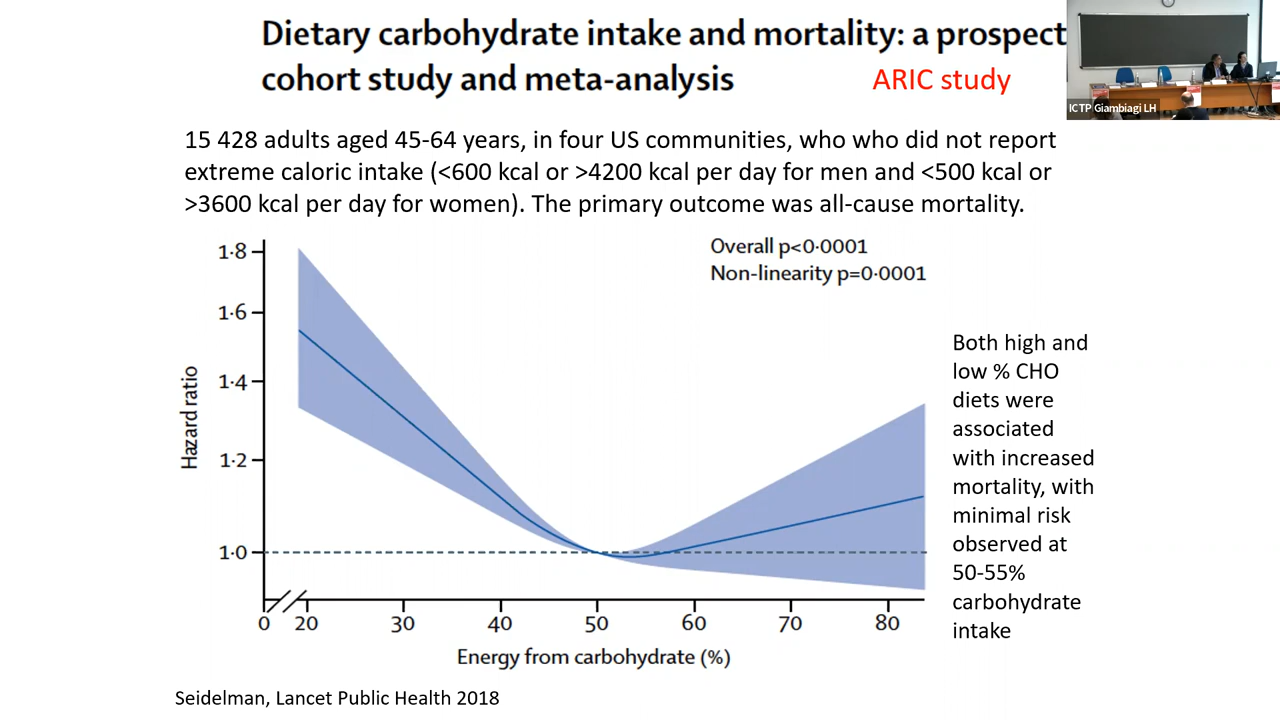 Dietary carbohydrate intake and mortality: a prospect
cohort study and meta-analysis
ARIC study
ICTP Giambiagi LH
15 428 adults aged 45-64 years, in four US communities, who who did not report
extreme caloric intake (<600 kcal or >4200 kcal per day for men and <500 kcal or
>3600 kcal per day for women). The primary outcome was all-cause mortality.
Overall p<0·0001
Non-linearity p=0·0001
Hazard ratio
1·8
1·6
1·4
1·2
1·0
0 20 30 40 50 60 70 80
Energy from carbohydrate (%)
Both high and
low % CHO
diets were
associated
with increased
mortality, with
minimal risk
observed at
50-55%
carbohydrate
intake
Seidelman, Lancet Public Health 2018